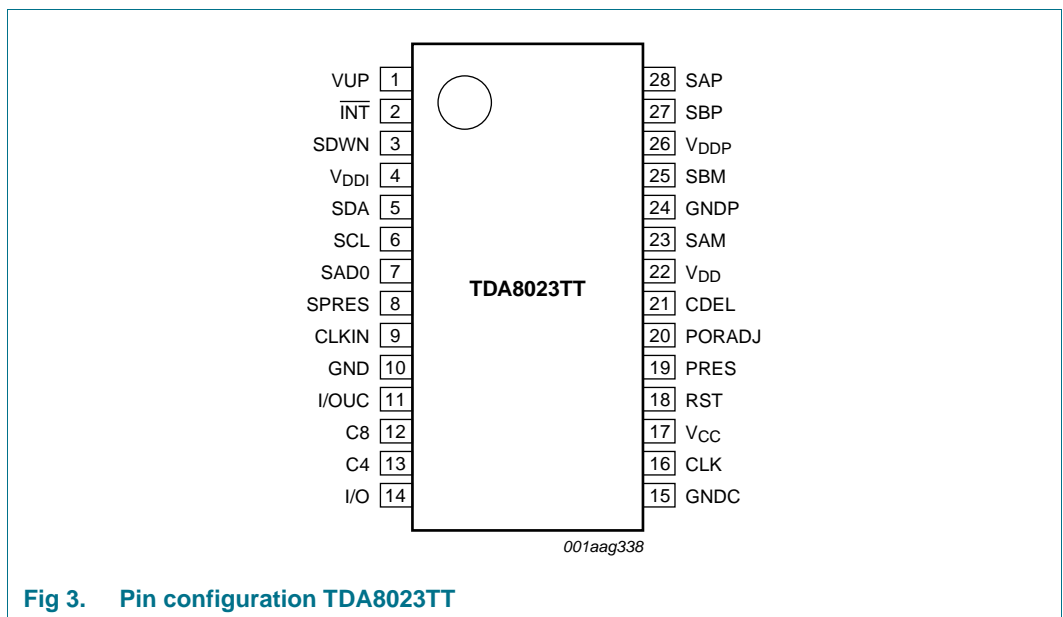 VUP 1
INT 2
SDWN 3
VDDI 4
SDA 5
SCL 6
SAD0 7
SPRES 8
CLKIN 9
GND 10
I/OUC 11
C8 12
C4 13
I/O 14
TDA8023TT
28 SAP
27 SBP
26 VDDP
25 SBM
24 GNDP
23 SAM
22 VDD
21 CDEL
20 PORADJ
19 PRES
18 RST
17 VCC
16 CLK
15 GNDC
001aag338
Fig 3. Pin configuration TDA8023TT